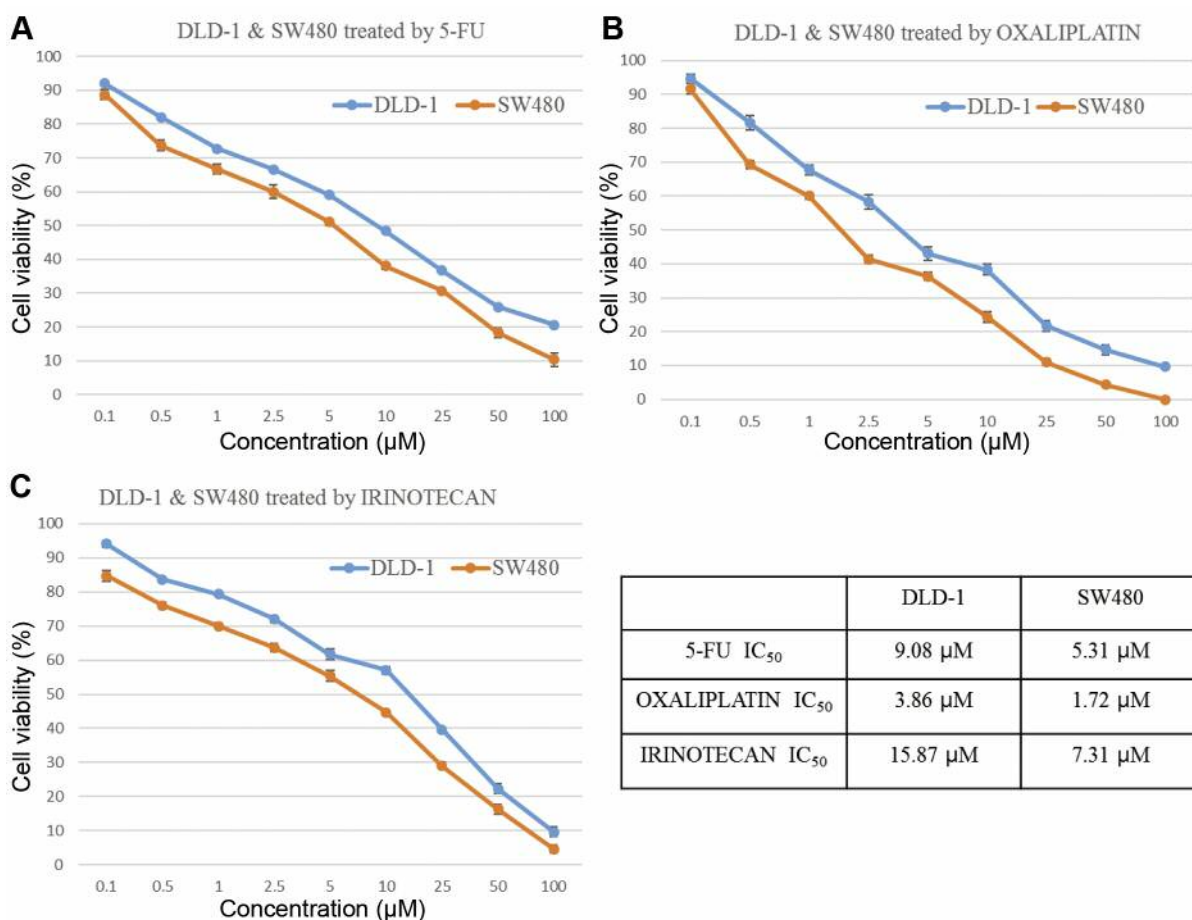 A
DLD-1 & SW480 treated by 5-FU
DLD-1 SW480
Cell viability (%)
100
90
80
70
60
50
40
30
20
10
0
0.1 0.5 1 2.5 5 10 25 50 100
Concentration (µM)
B
DLD-1 & SW480 treated by OXALIPLATIN
DLD-1 SW480
Cell viability (%)
100
90
80
70
60
50
40
30
20
10
0
0.1 0.5 1 2.5 5 10 25 50 100
Concentration (µM)
C
DLD-1 & SW480 treated by IRINOTECAN
DLD-1 SW480
Cell viability (%)
100
90
80
70
60
50
40
30
20
10
0
0.1 0.5 1 2.5 5 10 25 50 100
Concentration (µM)
DLD-1 SW480
5-FU IC50 9.08 µM 5.31 µM
OXALIPLATIN IC50 3.86 µM 1.72 µM
IRINOTECAN IC50 15.87 µM 7.31 µM